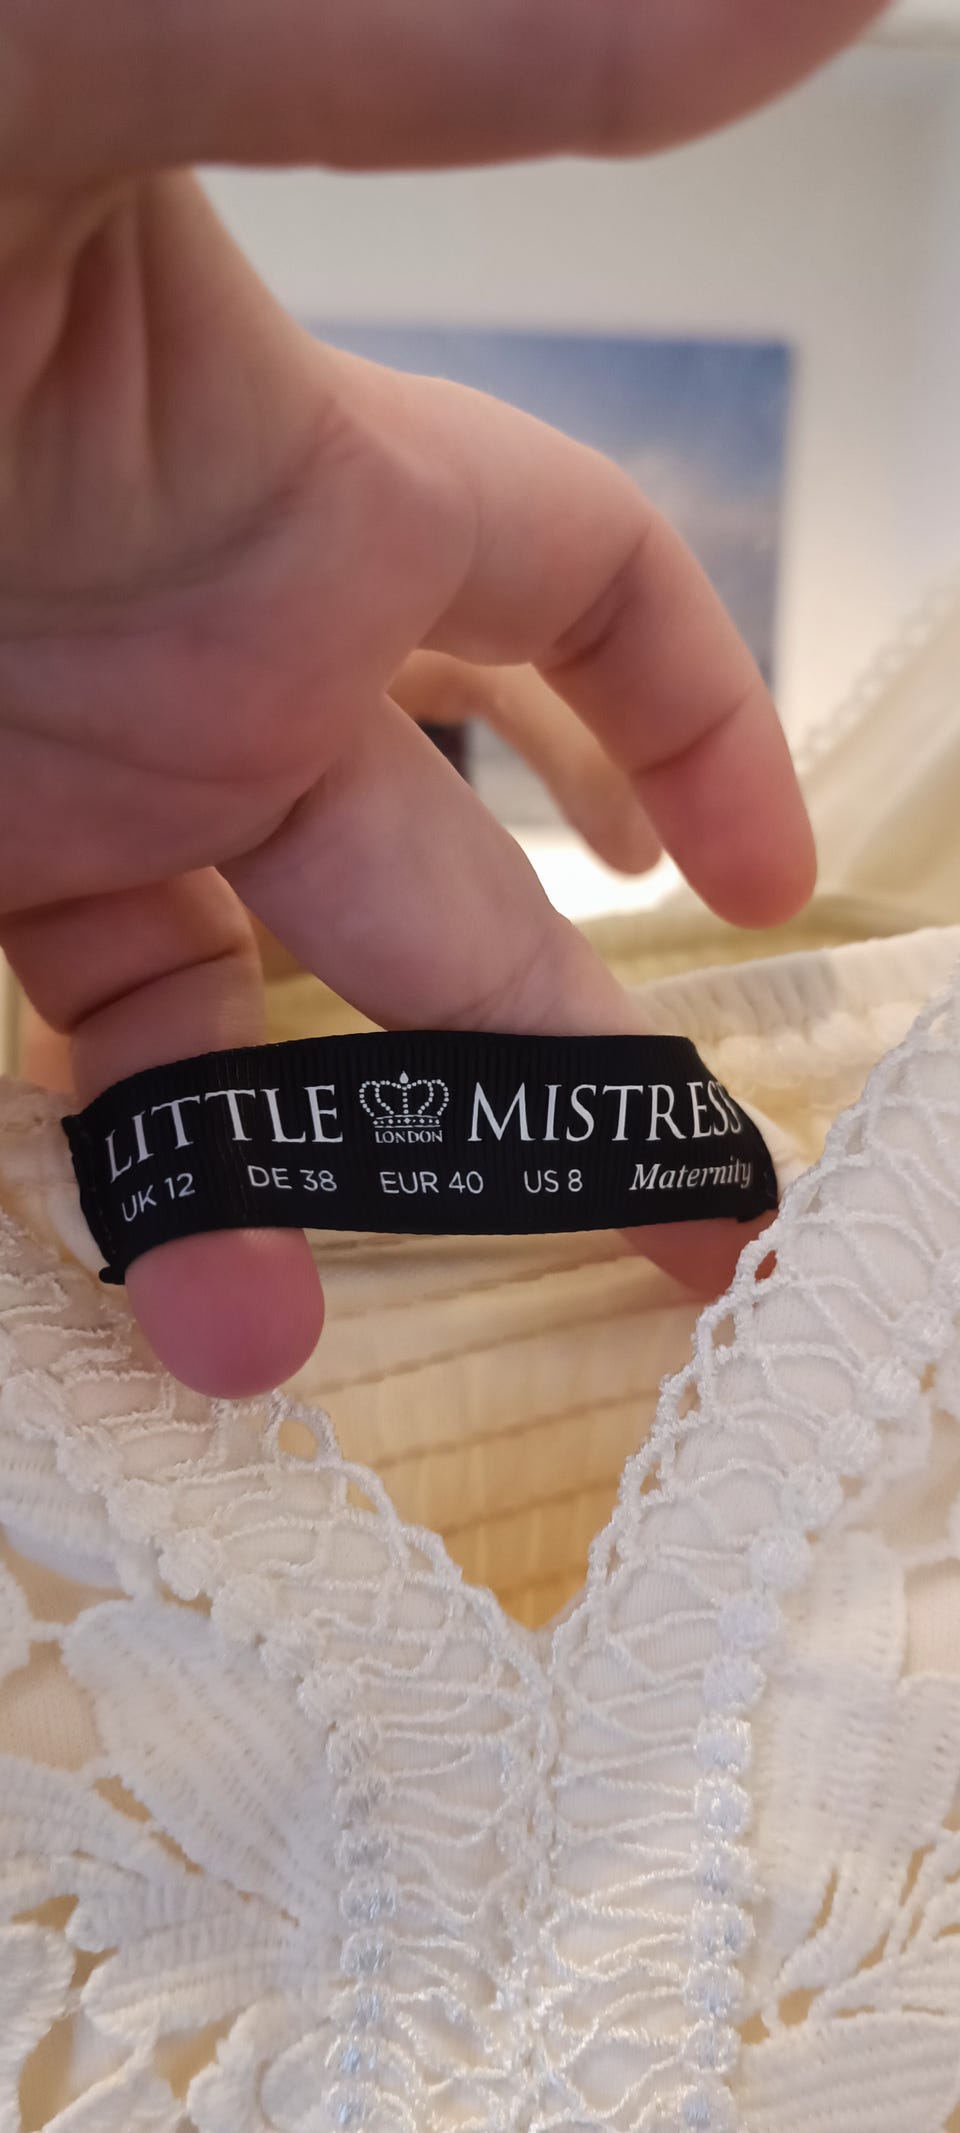 LITTLE LONDON MISTRESS
UK 12 DE 38 EUR 40 US 8 Maternity